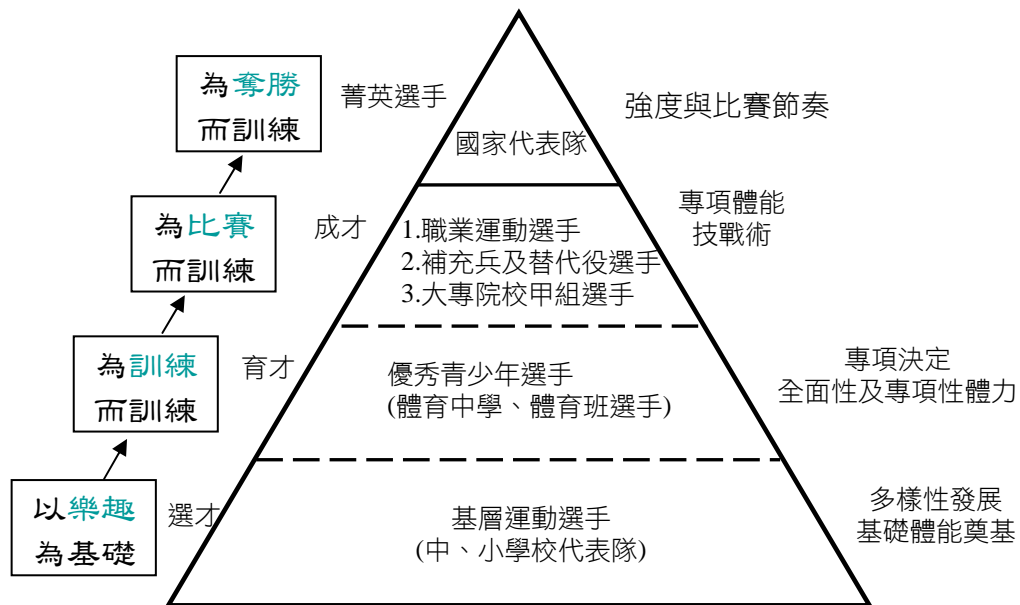 為奪勝
而訓練
菁英選手
國家代表隊
強度與比賽節奏
為比賽
而訓練
成才
1.職業運動選手
2.補充兵及替代役選手
3.大專院校甲組選手
專項體能
技戰術
為訓練
而訓練
育才
優秀青少年選手
(體育中學、體育班選手)
專項決定
全面性及專項性體力
以樂趣
為基礎
選才
基層運動選手
(中、小學校代表隊)
多樣性發展
基礎體能奠基